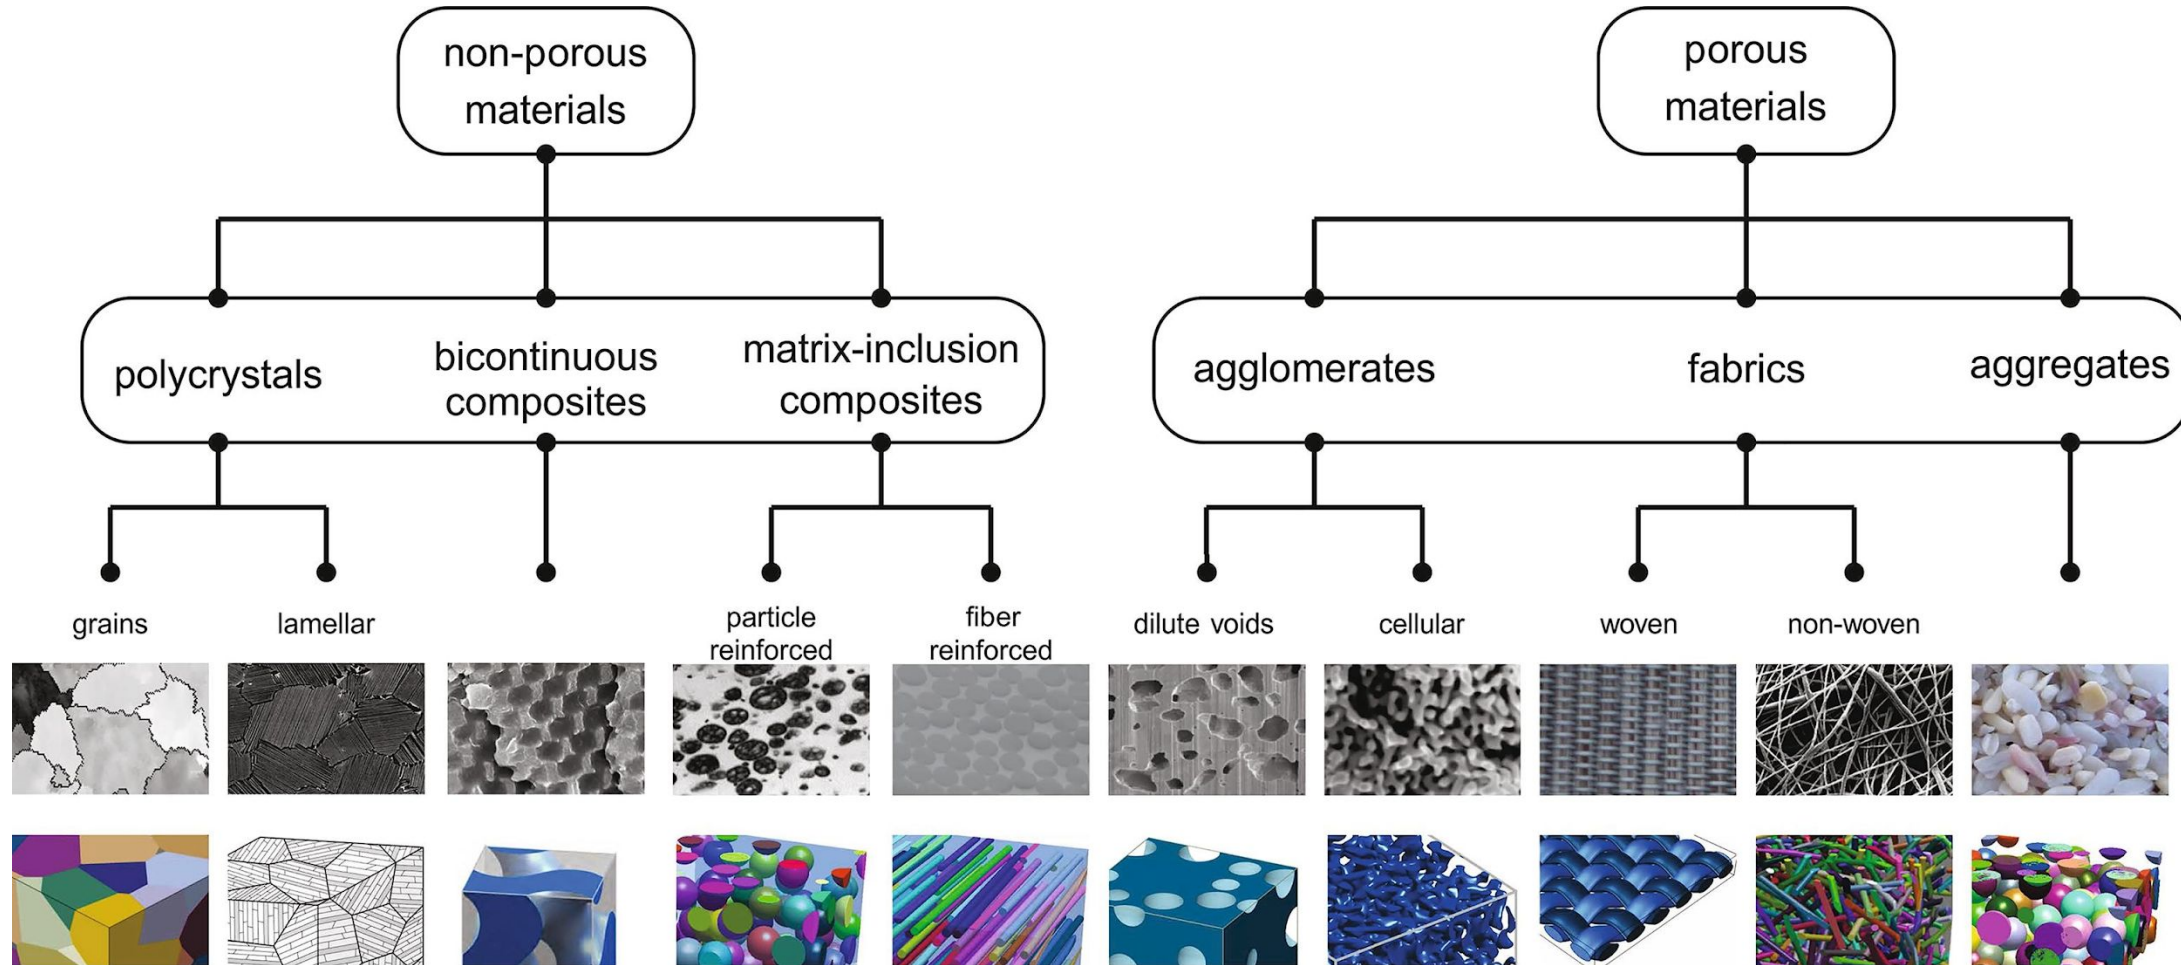 non-porous
materials
porous
materials
polycrystals
bicontinuous
composites
matrix-inclusion
composites
agglomerates
fabrics
aggregates
grains
lamellar
particle
reinforced
fiber
reinforced
dilute voids
cellular
woven
non-woven